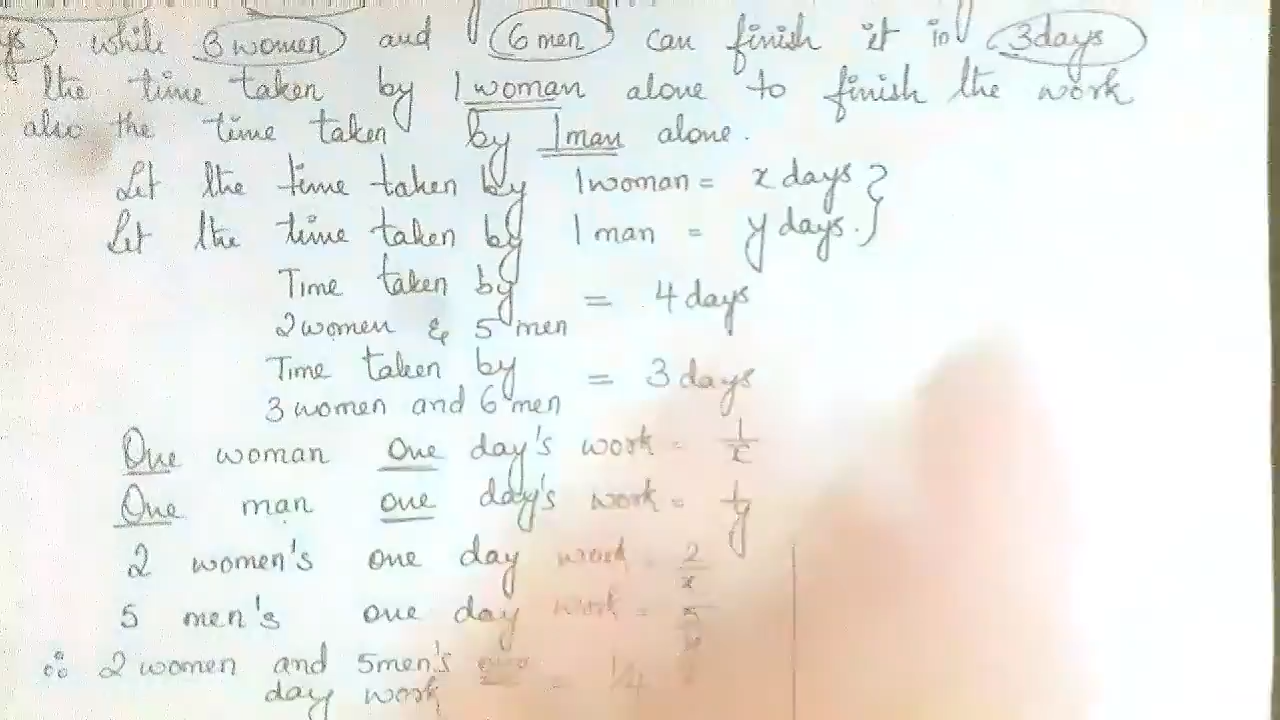 while 3 women and 6 men can finish it in 3 days
the time taken by 1 woman alone to finish the work
also the time taken by 1 man alone.
Let the time taken by 1 woman = x days }
Let the time taken by 1 man = y days. }
Time taken by
2 women & 5 men = 4 days
Time taken by
3 women and 6 men = 3 days
One woman One day's work = 1/x
One man one day's work = 1/y
2 women's one day work = 2/x
5 men's one day work = 5/y
∴ 2 women and 5 men's one
day work = 1/4